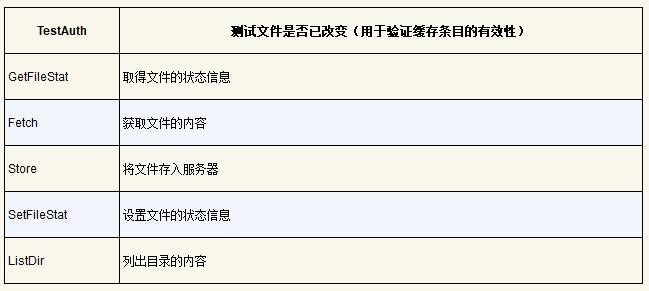 TestAuth 测试文件是否已改变（用于验证缓存条目的有效性）
GetFileStat 取得文件的状态信息
Fetch 获取文件的内容
Store 将文件存入服务器
SetFileStat 设置文件的状态信息
ListDir 列出目录的内容